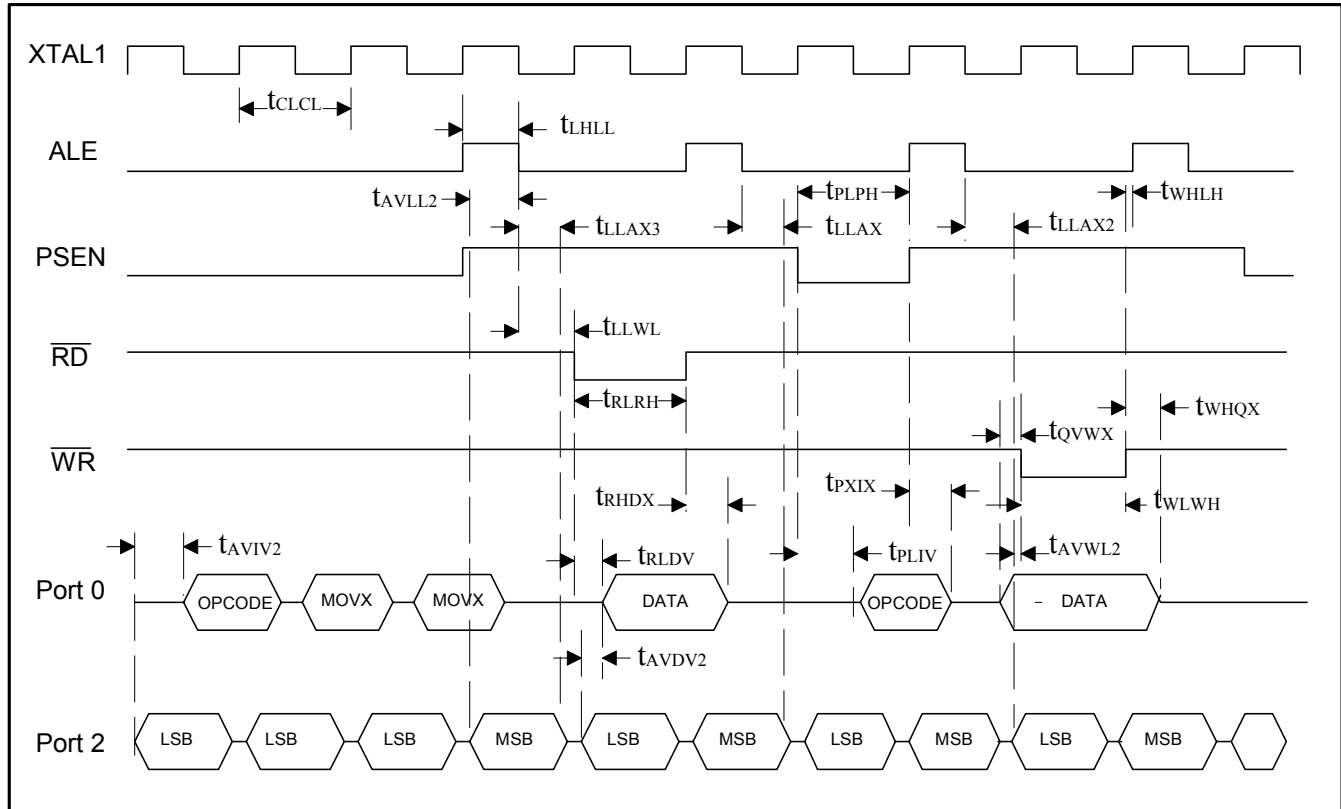 XTAL1
tCLCL
tLHLL
ALE
tAVLL2
tPLPH
tWHLH
tLLAX3
tLLAX
tLLAX2
PSEN
tLLWL
RD
tRLRH
tWHQX
tQVWX
WR
tRHDX
tPXIX
tWLWH
tAVIV2
tRLDV
tPLIV
tAVWL2
Port 0
OPCODE
MOVX
MOVX
DATA
OPCODE
- DATA
tAVDV2
Port 2
LSB
LSB
LSB
MSB
LSB
MSB
LSB
MSB
LSB
MSB